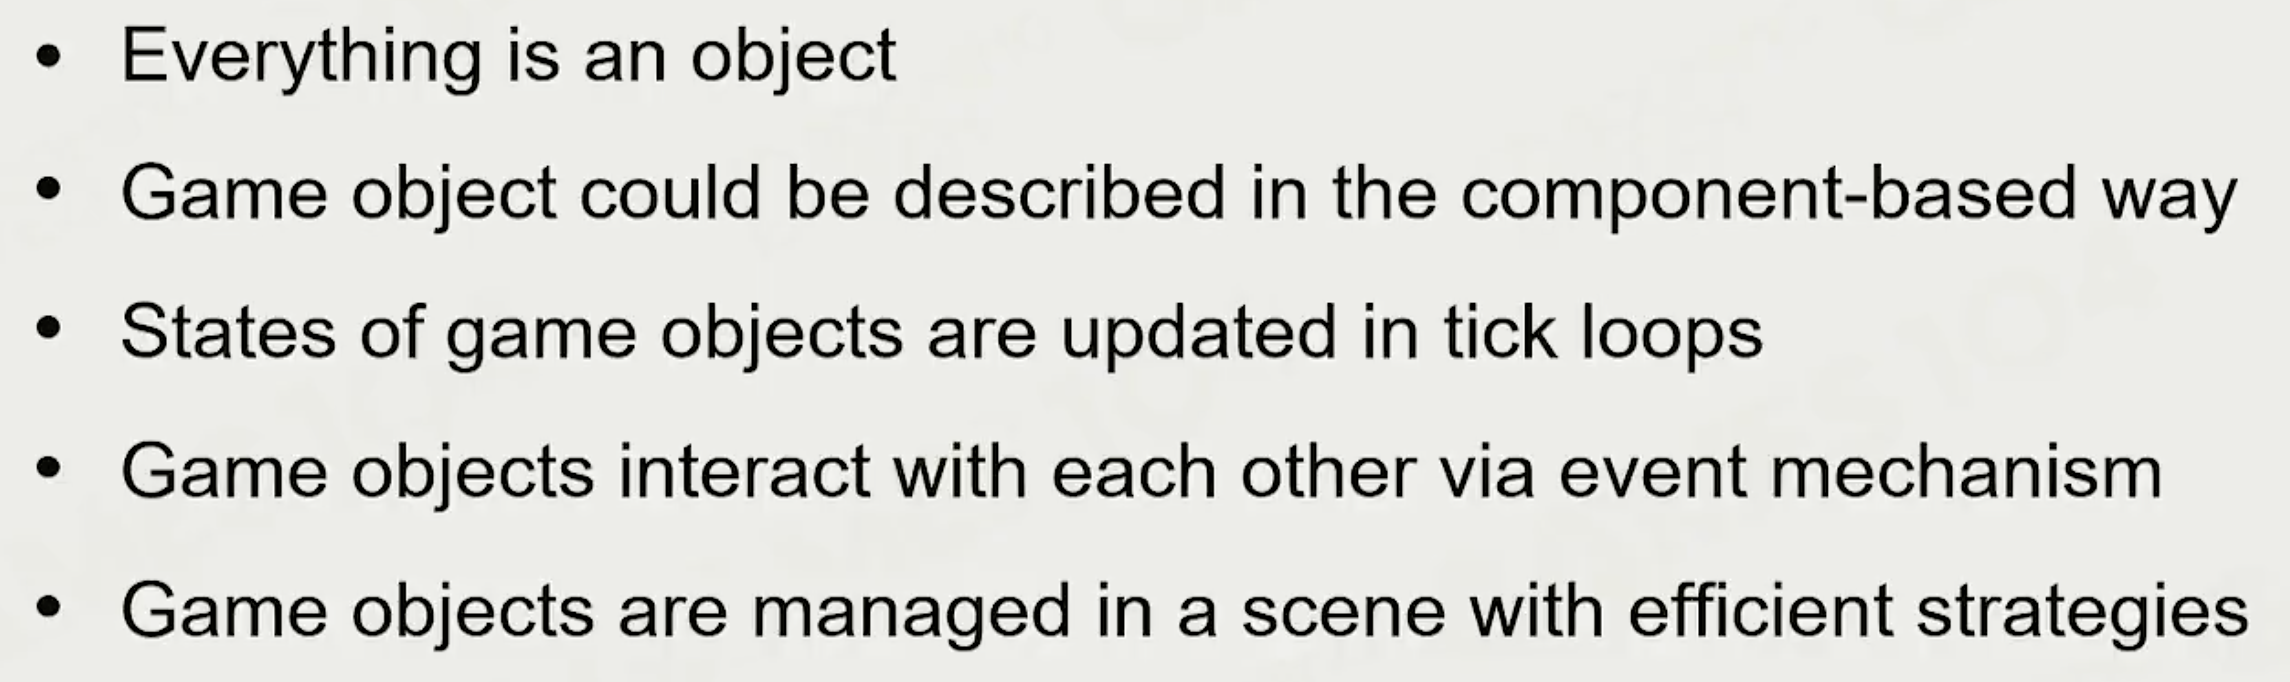 • Everything is an object
• Game object could be described in the component-based way
• States of game objects are updated in tick loops
• Game objects interact with each other via event mechanism
• Game objects are managed in a scene with efficient strategies